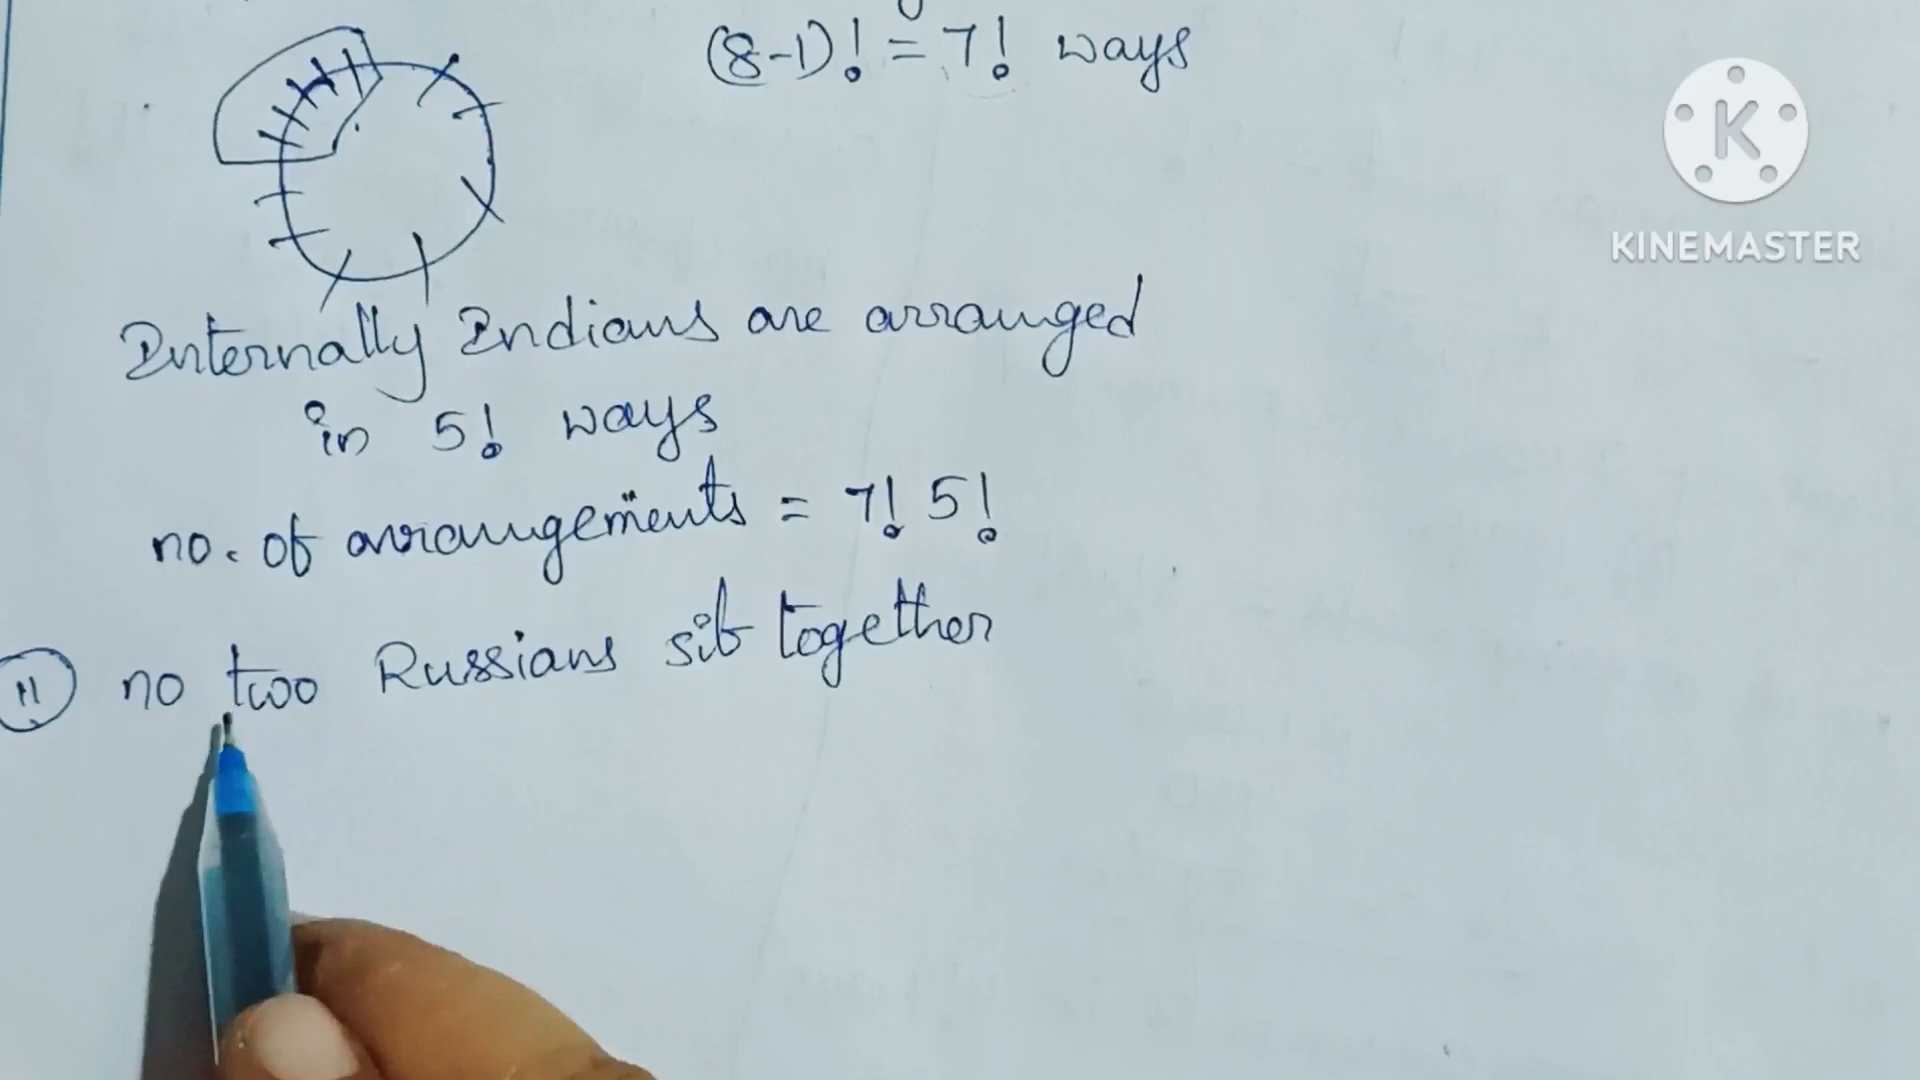 (8-1)! = 7! ways
K
KINEMASTER
Internally Indians are arranged
in 5! ways
no. of arrangements = 7! 5!
(ii) no two Russians sit together